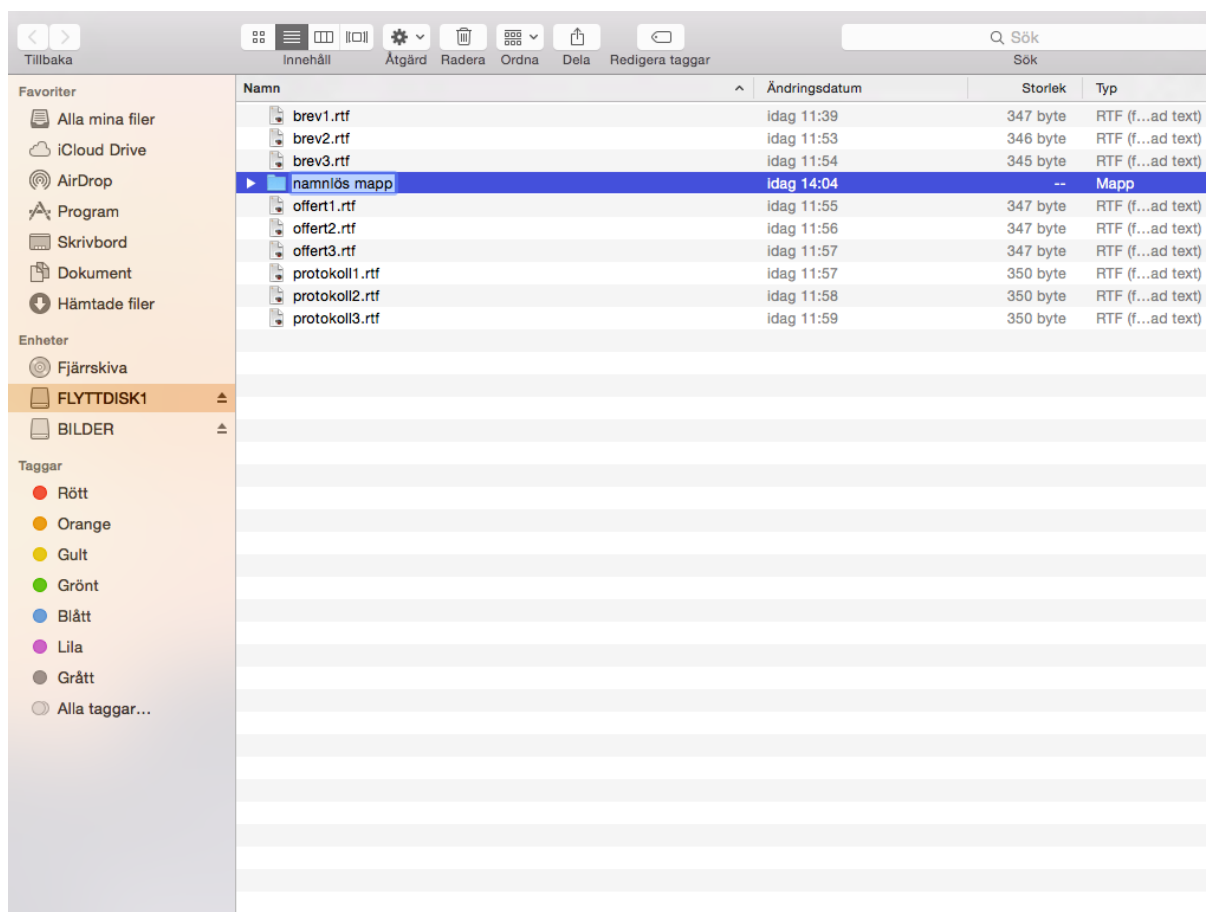 Tillbaka
Innehåll
Åtgärd
Radera
Ordna
Dela
Redigera taggar
Sök
Sök
Favoriter
Alla mina filer
iCloud Drive
AirDrop
Program
Skrivbord
Dokument
Hämtade filer
Enheter
Fjärrskiva
FLYTTDISK1
BILDER
Taggar
Rött
Orange
Gult
Grönt
Blått
Lila
Grått
Alla taggar...
Namn Ändringsdatum Storlek Typ
brev1.rtf idag 11:39 347 byte RTF (f...ad text)
brev2.rtf idag 11:53 346 byte RTF (f...ad text)
brev3.rtf idag 11:54 345 byte RTF (f...ad text)
namnlös mapp idag 14:04 -- Mapp
offert1.rtf idag 11:55 347 byte RTF (f...ad text)
offert2.rtf idag 11:56 347 byte RTF (f...ad text)
offert3.rtf idag 11:57 347 byte RTF (f...ad text)
protokoll1.rtf idag 11:57 350 byte RTF (f...ad text)
protokoll2.rtf idag 11:58 350 byte RTF (f...ad text)
protokoll3.rtf idag 11:59 350 byte RTF (f...ad text)